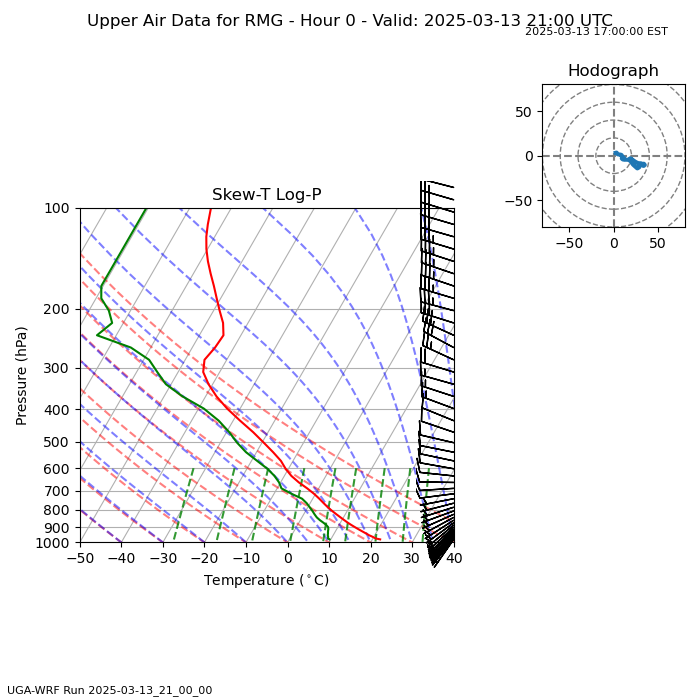 Upper Air Data for RMG - Hour 0 - Valid: 2025-03-13 21:00 UTC
2025-03-13 17:00:00 EST
Hodograph
50
0
−50
−50 0 50
Skew-T Log-P
100
200
300
400
500
600
700
800
900
1000
Pressure (hPa)
−50 −40 −30 −20 −10 0 10 20 30 40
Temperature (°C)
UGA-WRF Run 2025-03-13_21_00_00